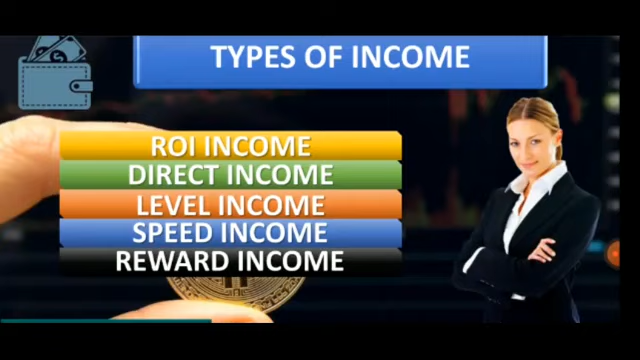 TYPES OF INCOME
ROI INCOME
DIRECT INCOME
LEVEL INCOME
SPEED INCOME
REWARD INCOME